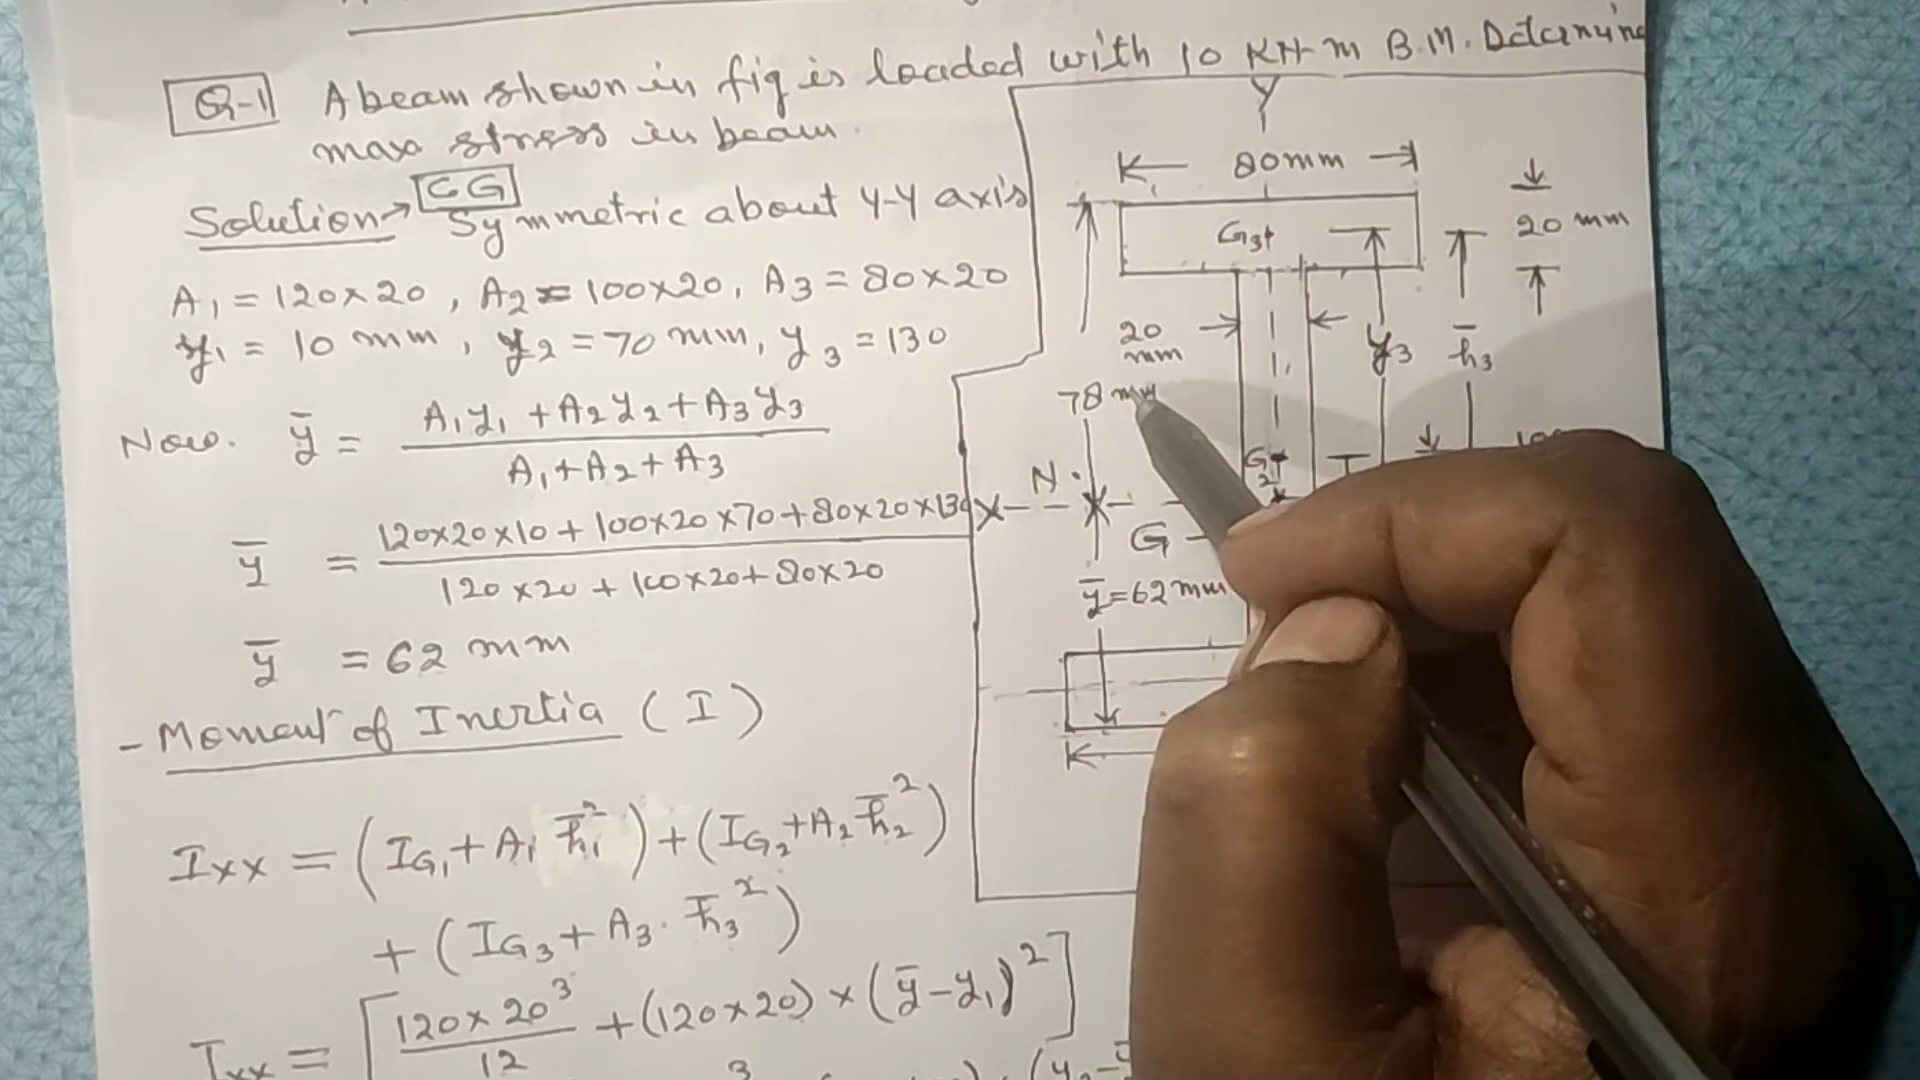 Q-1 A beam shown in fig is loaded with 10 KN-m B.M. Determine
max stress in beam.
Solution → CG
Symmetric about Y-Y axis
A1 = 120×20, A2 = 100×20, A3 = 80×20
y1 = 10 mm, y2 = 70 mm, y3 = 130
Now. ȳ = A1y1 + A2y2 + A3y3
A1 + A2 + A3
ȳ = 120×20×10 + 100×20×70 + 80×20×130
120×20 + 100×20 + 80×20
ȳ = 62 mm
- Moment of Inertia (I)
Ixx = (IG1 + A1 h̄1²) + (IG2 + A2 h̄2²)
+ (IG3 + A3. h̄3²)
Ixx = [120×20³ + (120×20) × (ȳ-y1)²]
12
3
Y
80mm
20 mm
G3
20
mm
y3
h̄3
78 mm
G2
N.
X
G
ȳ=62 mm